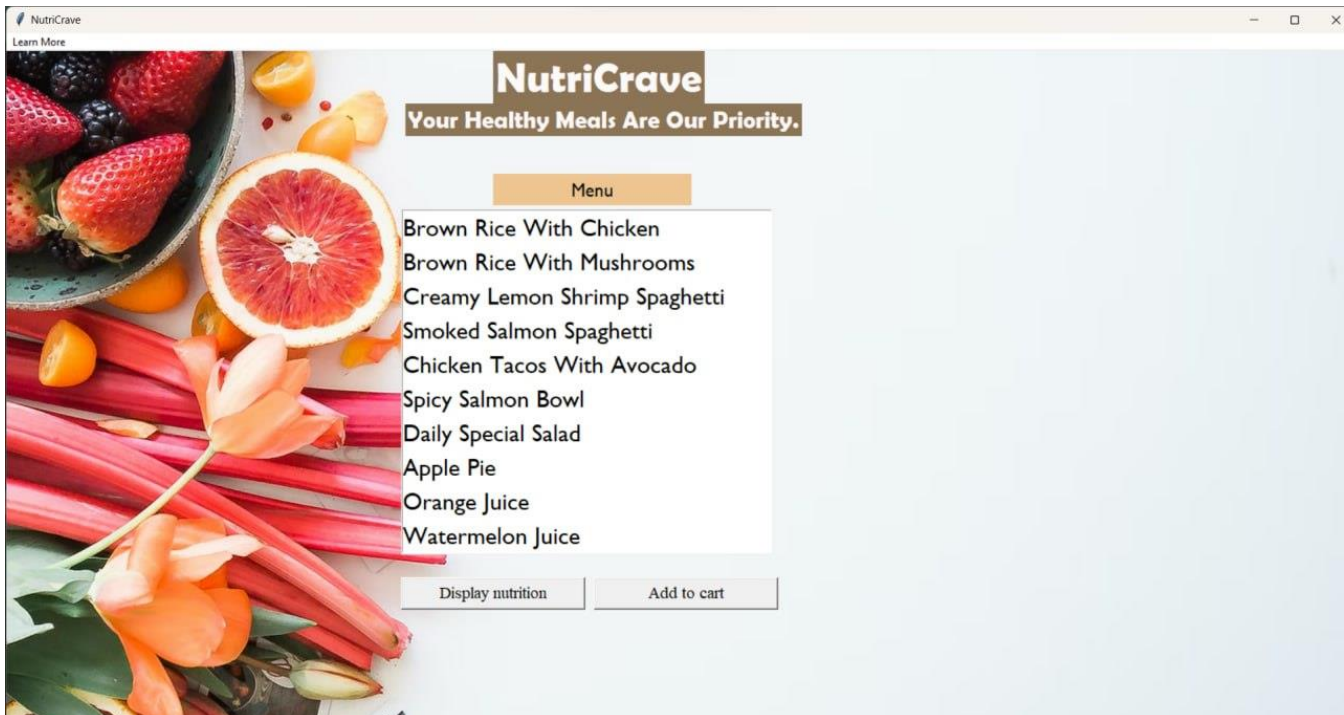 NutriCrave
Learn More
NutriCrave
Your Healthy Meals Are Our Priority.
Menu
Brown Rice With Chicken
Brown Rice With Mushrooms
Creamy Lemon Shrimp Spaghetti
Smoked Salmon Spaghetti
Chicken Tacos With Avocado
Spicy Salmon Bowl
Daily Special Salad
Apple Pie
Orange Juice
Watermelon Juice
Display nutrition Add to cart